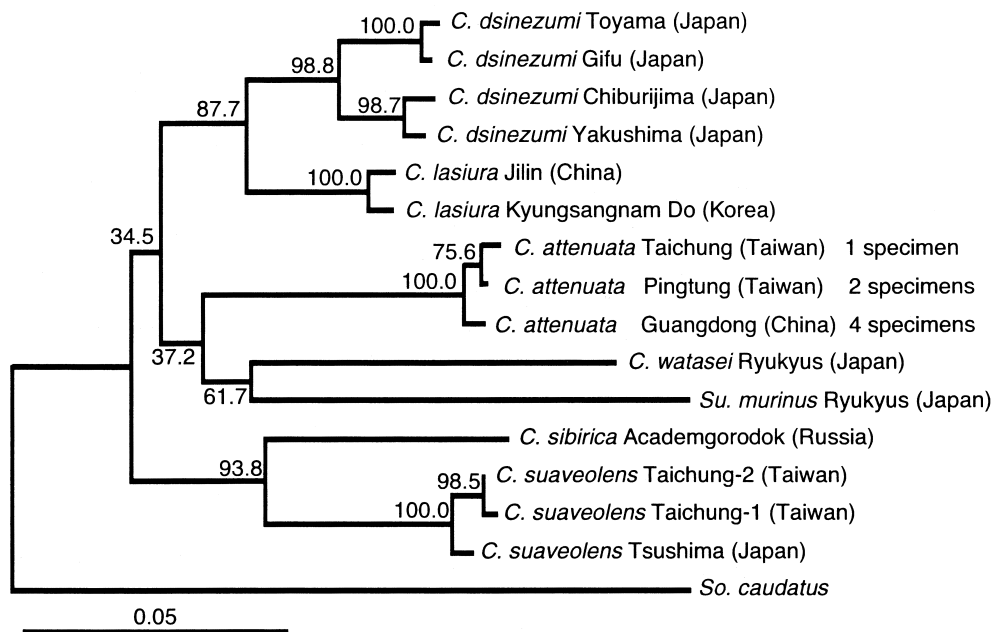 100.0 C. dsinezumi Toyama (Japan)
C. dsinezumi Gifu (Japan)
98.8
98.7 C. dsinezumi Chiburijima (Japan)
C. dsinezumi Yakushima (Japan)
87.7
100.0 C. lasiura Jilin (China)
C. lasiura Kyungsangnam Do (Korea)
34.5
75.6 C. attenuata Taichung (Taiwan) 1 specimen
100.0 C. attenuata Pingtung (Taiwan) 2 specimens
C. attenuata Guangdong (China) 4 specimens
37.2
C. watasei Ryukyus (Japan)
61.7 Su. murinus Ryukyus (Japan)
C. sibirica Academgorodok (Russia)
93.8
98.5 C. suaveolens Taichung-2 (Taiwan)
100.0 C. suaveolens Taichung-1 (Taiwan)
C. suaveolens Tsushima (Japan)
So. caudatus
0.05